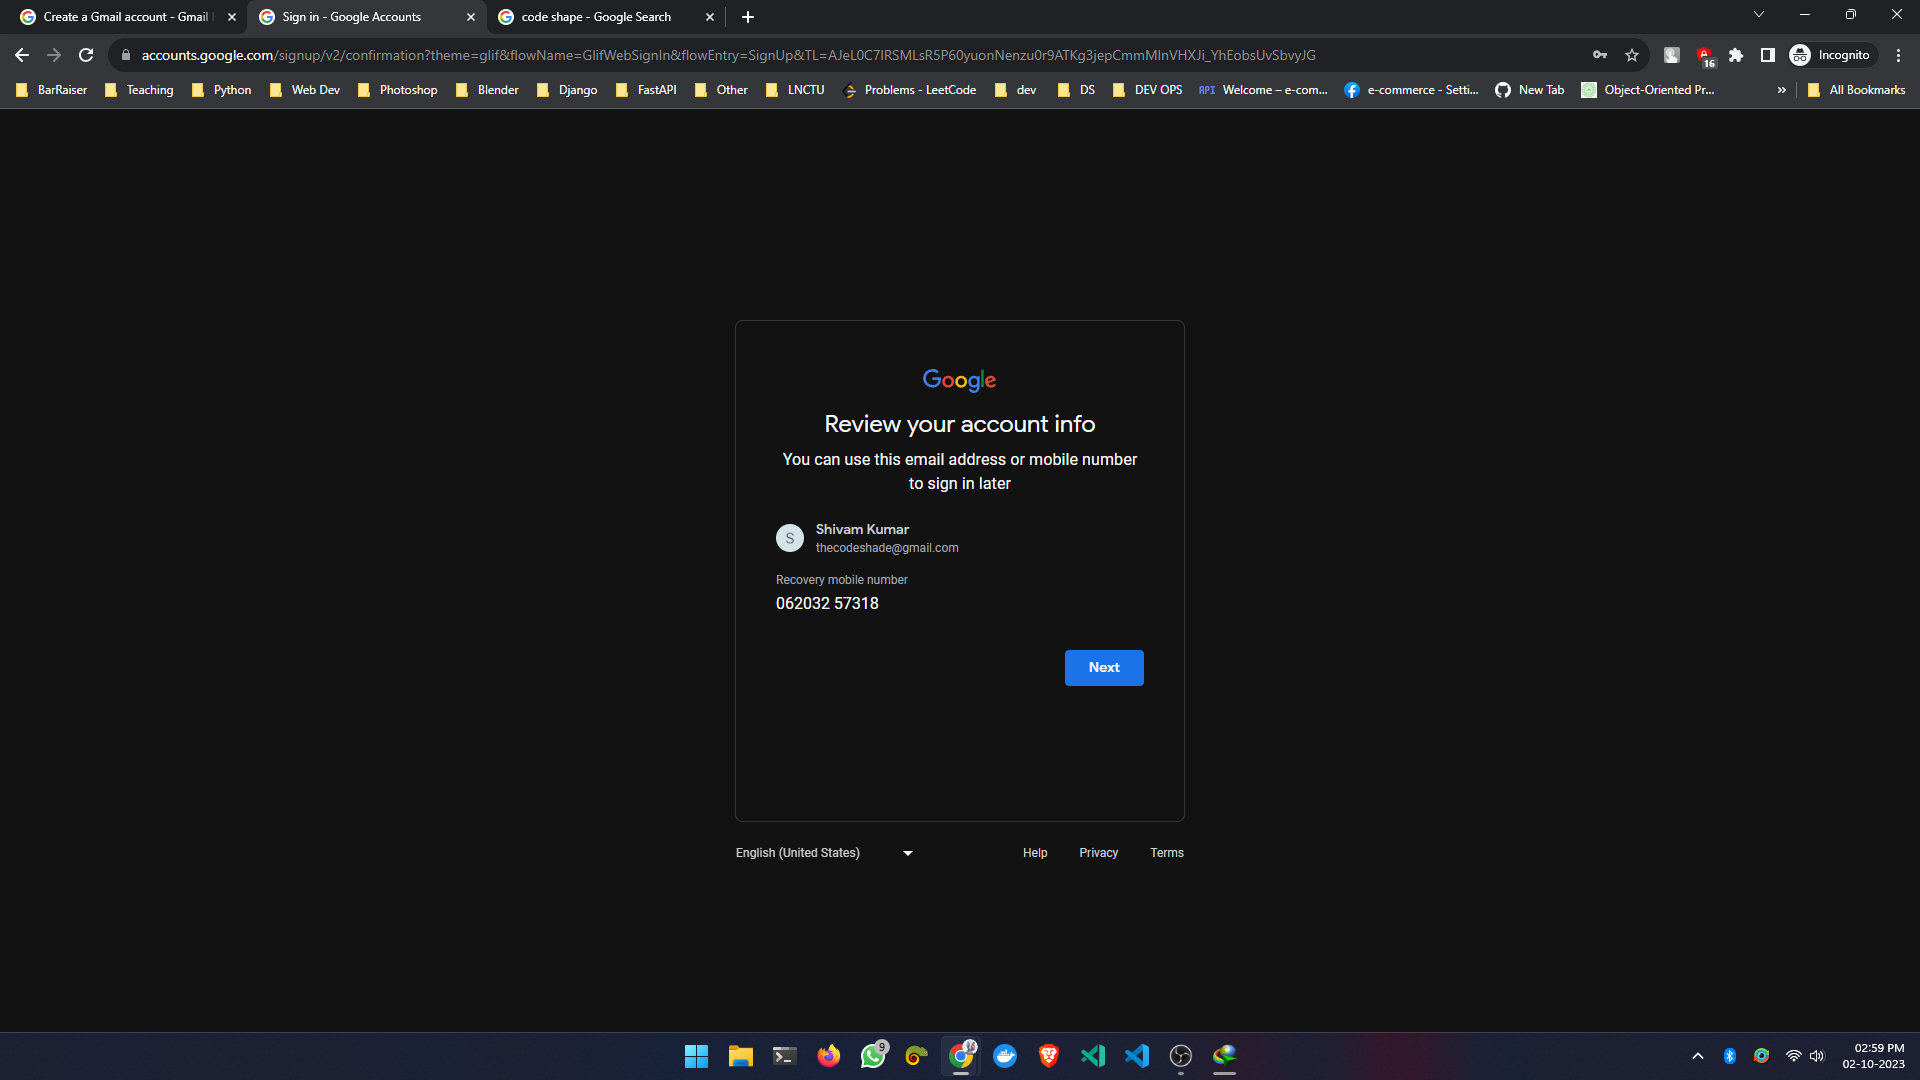 Create a Gmail account - Gmail
Sign in - Google Accounts
code shape - Google Search
accounts.google.com/signup/v2/confirmation?theme=glif&flowName=GlifWebSignIn&flowEntry=SignUp&TL=AJeL0C7lRSMLsR5P60yuonNenzu0r9ATKg3jepCmmMInVHXJi_YhEobsUvSbvyJG
16
Incognito
BarRaiser
Teaching
Python
Web Dev
Photoshop
Blender
Django
FastAPI
Other
LNCTU
Problems - LeetCode
dev
DS
DEV OPS
API
Welcome – e-com...
e-commerce - Setti...
New Tab
Object-Oriented Pr...
»
All Bookmarks
Google
Review your account info
You can use this email address or mobile number
to sign in later
S
Shivam Kumar
thecodeshade@gmail.com
Recovery mobile number
062032 57318
Next
English (United States)
Help
Privacy
Terms
9
02:59 PM
02-10-2023